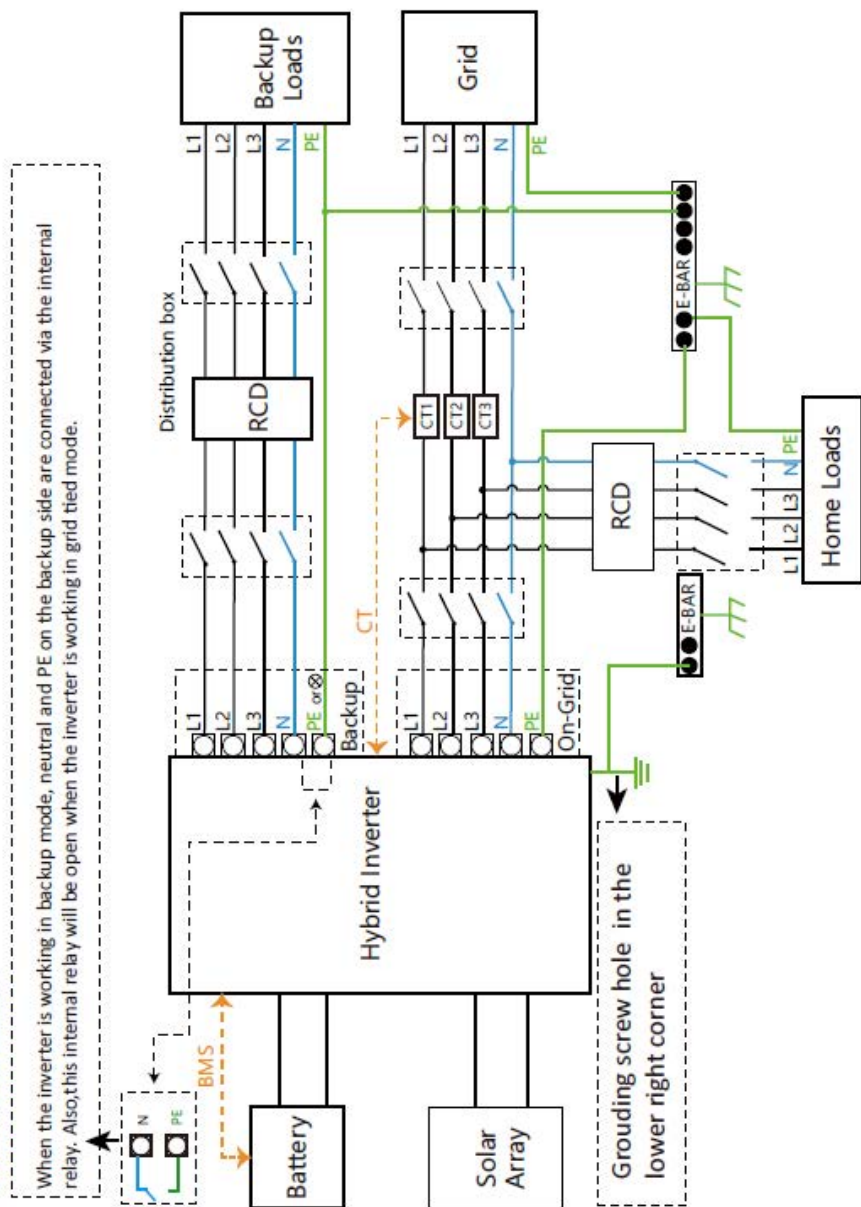 When the inverter is working in backup mode, neutral and PE on the backup side are connected via the internal
relay. Also,this internal relay will be open when the inverter is working in grid tied mode.
N
PE
BMS
Battery
Solar
Array
Hybrid Inverter
Grouding screw hole in the
lower right corner
L1
L2
L3
N
PE or
Backup
CT
L1
L2
L3
N
PE
On-Grid
Distribution box
RCD
CT1
CT2
CT3
RCD
L1
L2
L3
N
PE
Backup
Loads
L1
L2
L3
N
PE
Grid
E-BAR
E-BAR
L1
L2
L3
N
PE
Home Loads